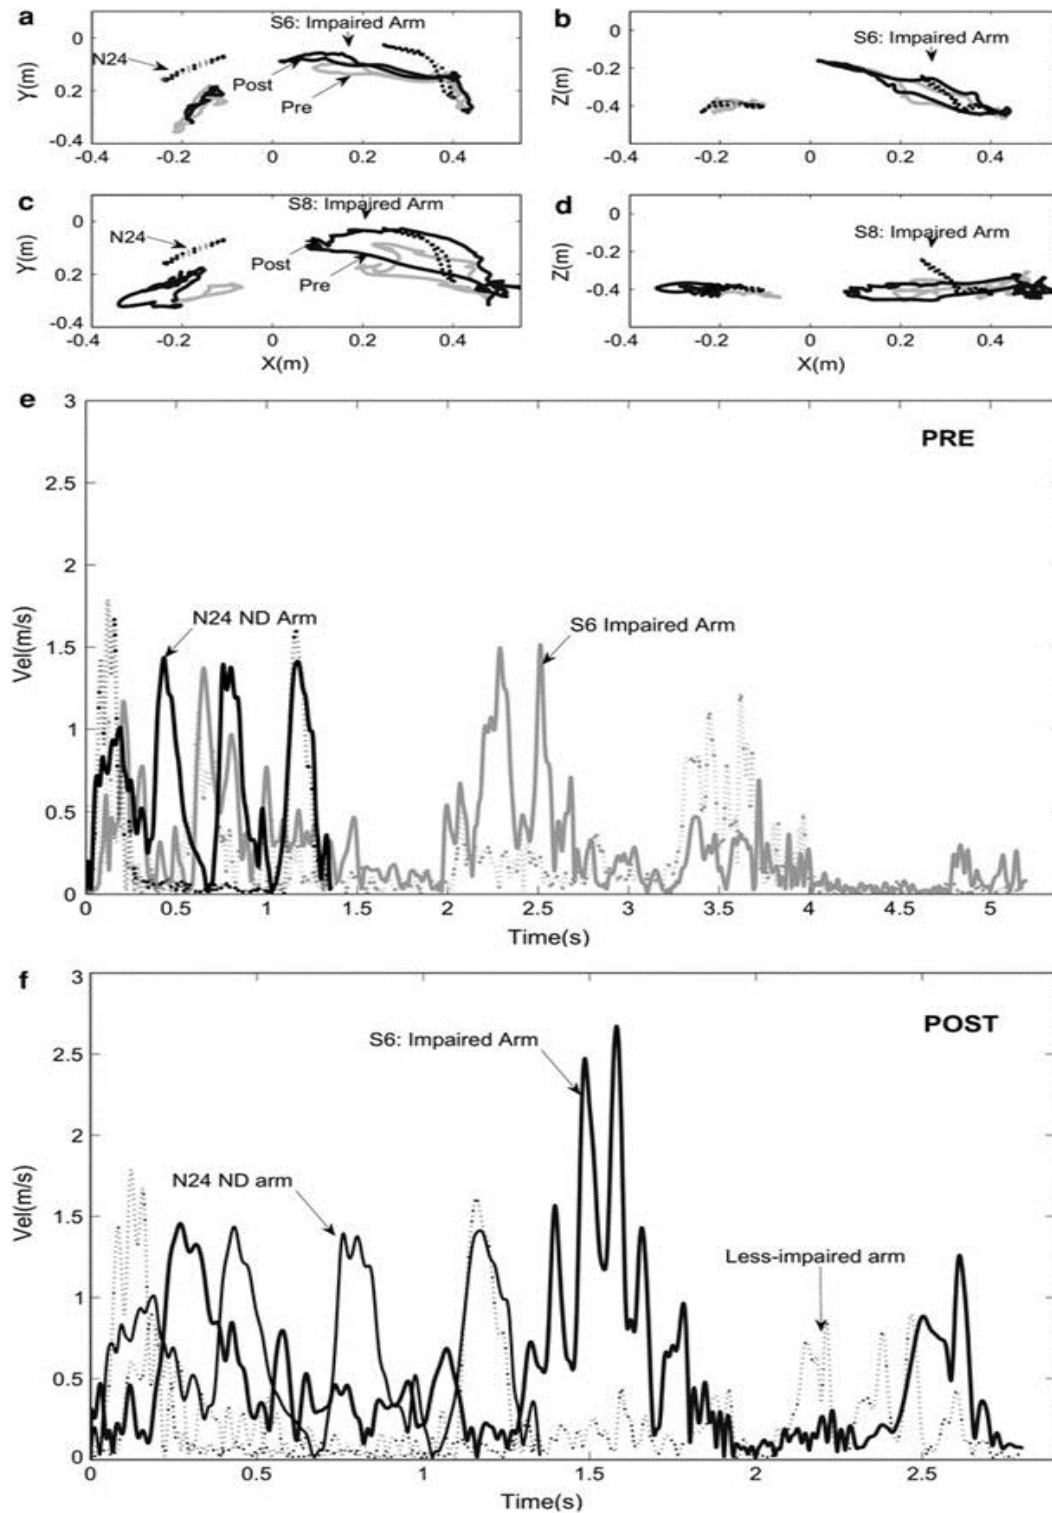 a
S6: Impaired Arm
b
0
-0.2
-0.4
Y(m)
0.2
N24
Post
Pre
-0.4 -0.2 0 0.2 0.4
0
-0.2
-0.4
Z(m)
S6: Impaired Arm
-0.2 0 0.2 0.4
c
S8: Impaired Arm
0
0.2
-0.4
Y(m)
N24
Post
Pre
-0.4 -0.2 0 0.2 0.4
X(m)
d
0
-0.2
-0.4
Z(m)
S8: Impaired Arm
-0.2 0 0.2 0.4
X(m)
e
3
PRE
2.5
2
N24 ND Arm
S6 Impaired Arm
1.5
Vel(m/s)
1
0.5
0
0 0.5 1 1.5 2 2.5 3 3.5 4 4.5 5
Time(s)
f
3
POST
S6: Impaired Arm
2.5
2
N24 ND arm
Vel(m/s)
1.5
Less-impaired arm
1
0.5
0
0 0.5 1 1.5 2 2.5
Time(s)